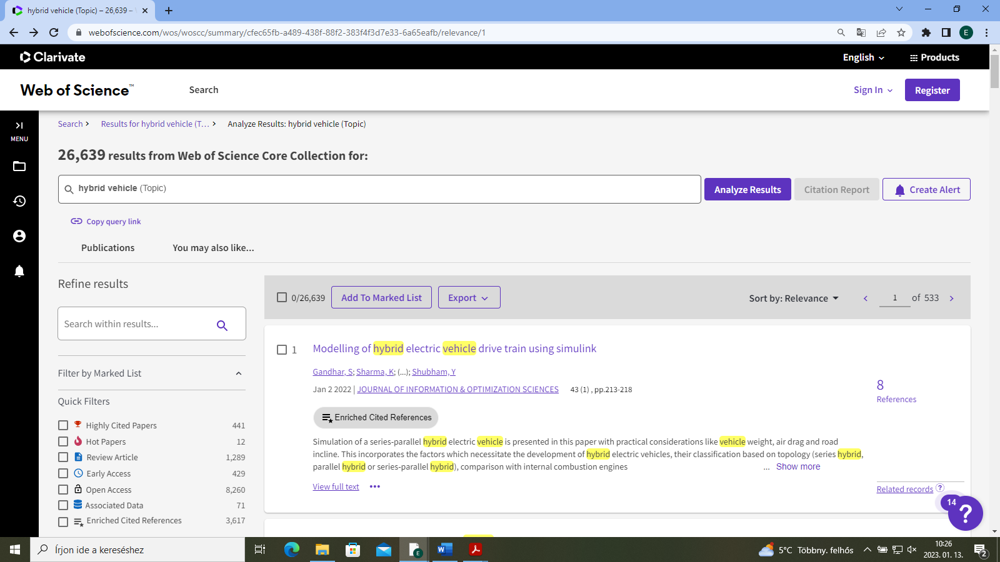 hybrid vehicle (Topic) – 26,639 –
webofscience.com/wos/woscc/summary/cfec65fb-a489-438f-88f2-383f4f3d7e33-6a65eafb/relevance/1
E
Clarivate
English
Products
Web of Science™
Search
Sign In
Register
MENU
Search > Results for hybrid vehicle (T... > Analyze Results: hybrid vehicle (Topic)
26,639 results from Web of Science Core Collection for:
hybrid vehicle (Topic)
Analyze Results
Citation Report
Create Alert
Copy query link
Publications
You may also like...
Refine results
Search within results...
Filter by Marked List
Quick Filters
Highly Cited Papers 441
Hot Papers 12
Review Article 1,289
Early Access 429
Open Access 8,260
Associated Data 71
Enriched Cited References 3,617
0/26,639 Add To Marked List Export Sort by: Relevance < 1 of 533 >
1 Modelling of hybrid electric vehicle drive train using simulink
Gandhar, S; Sharma, K; (...); Shubham, Y
Jan 2 2022 | JOURNAL OF INFORMATION & OPTIMIZATION SCIENCES 43 (1) , pp.213-218
Enriched Cited References
Simulation of a series-parallel hybrid electric vehicle is presented in this paper with practical considerations like vehicle weight, air drag and road
incline. This incorporates the factors which necessitate the development of hybrid electric vehicles, their classification based on topology (series hybrid,
parallel hybrid or series-parallel hybrid), comparison with internal combustion engines ... Show more
View full text
8
References
Related records ?
14
?
Írjon ide a kereséshez
E
W
5°C Többny. felhős
10:26
2023. 01. 13.
2